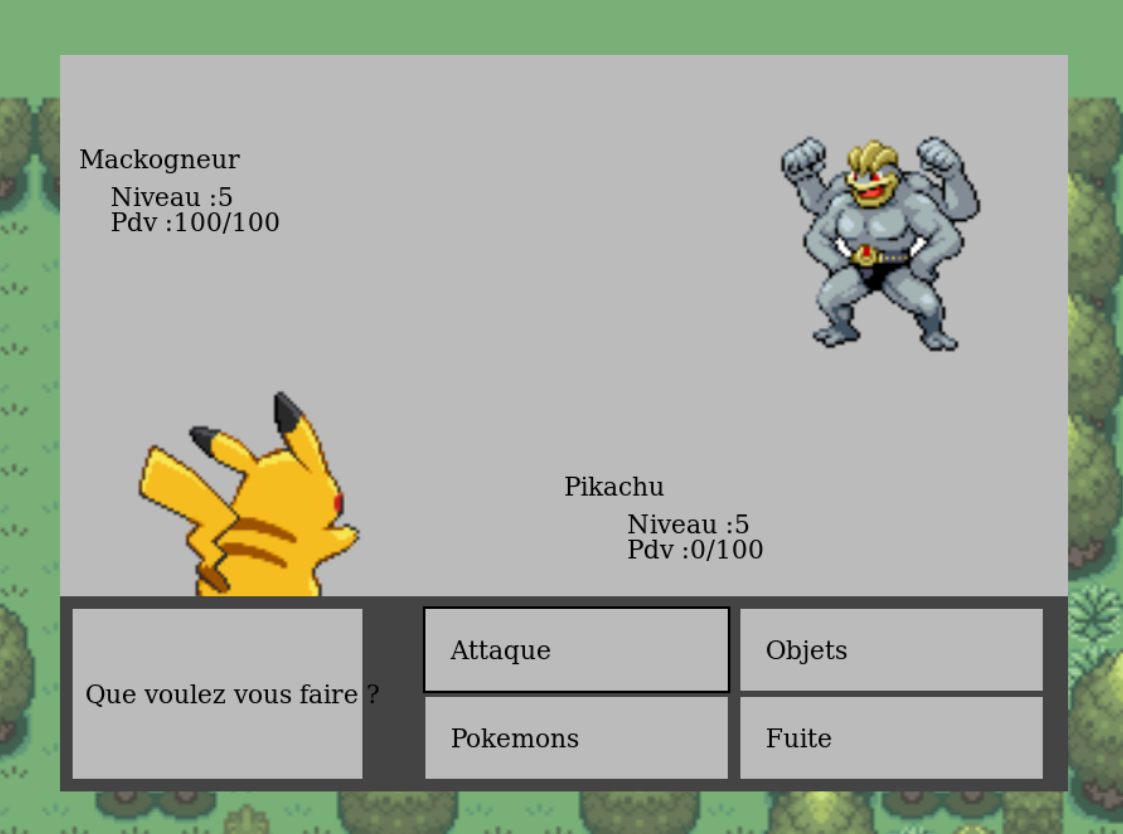 Mackogneur
Niveau :5
Pdv :100/100
Pikachu
Niveau :5
Pdv :0/100
Que voulez vous faire ?
Attaque
Objets
Pokemons
Fuite